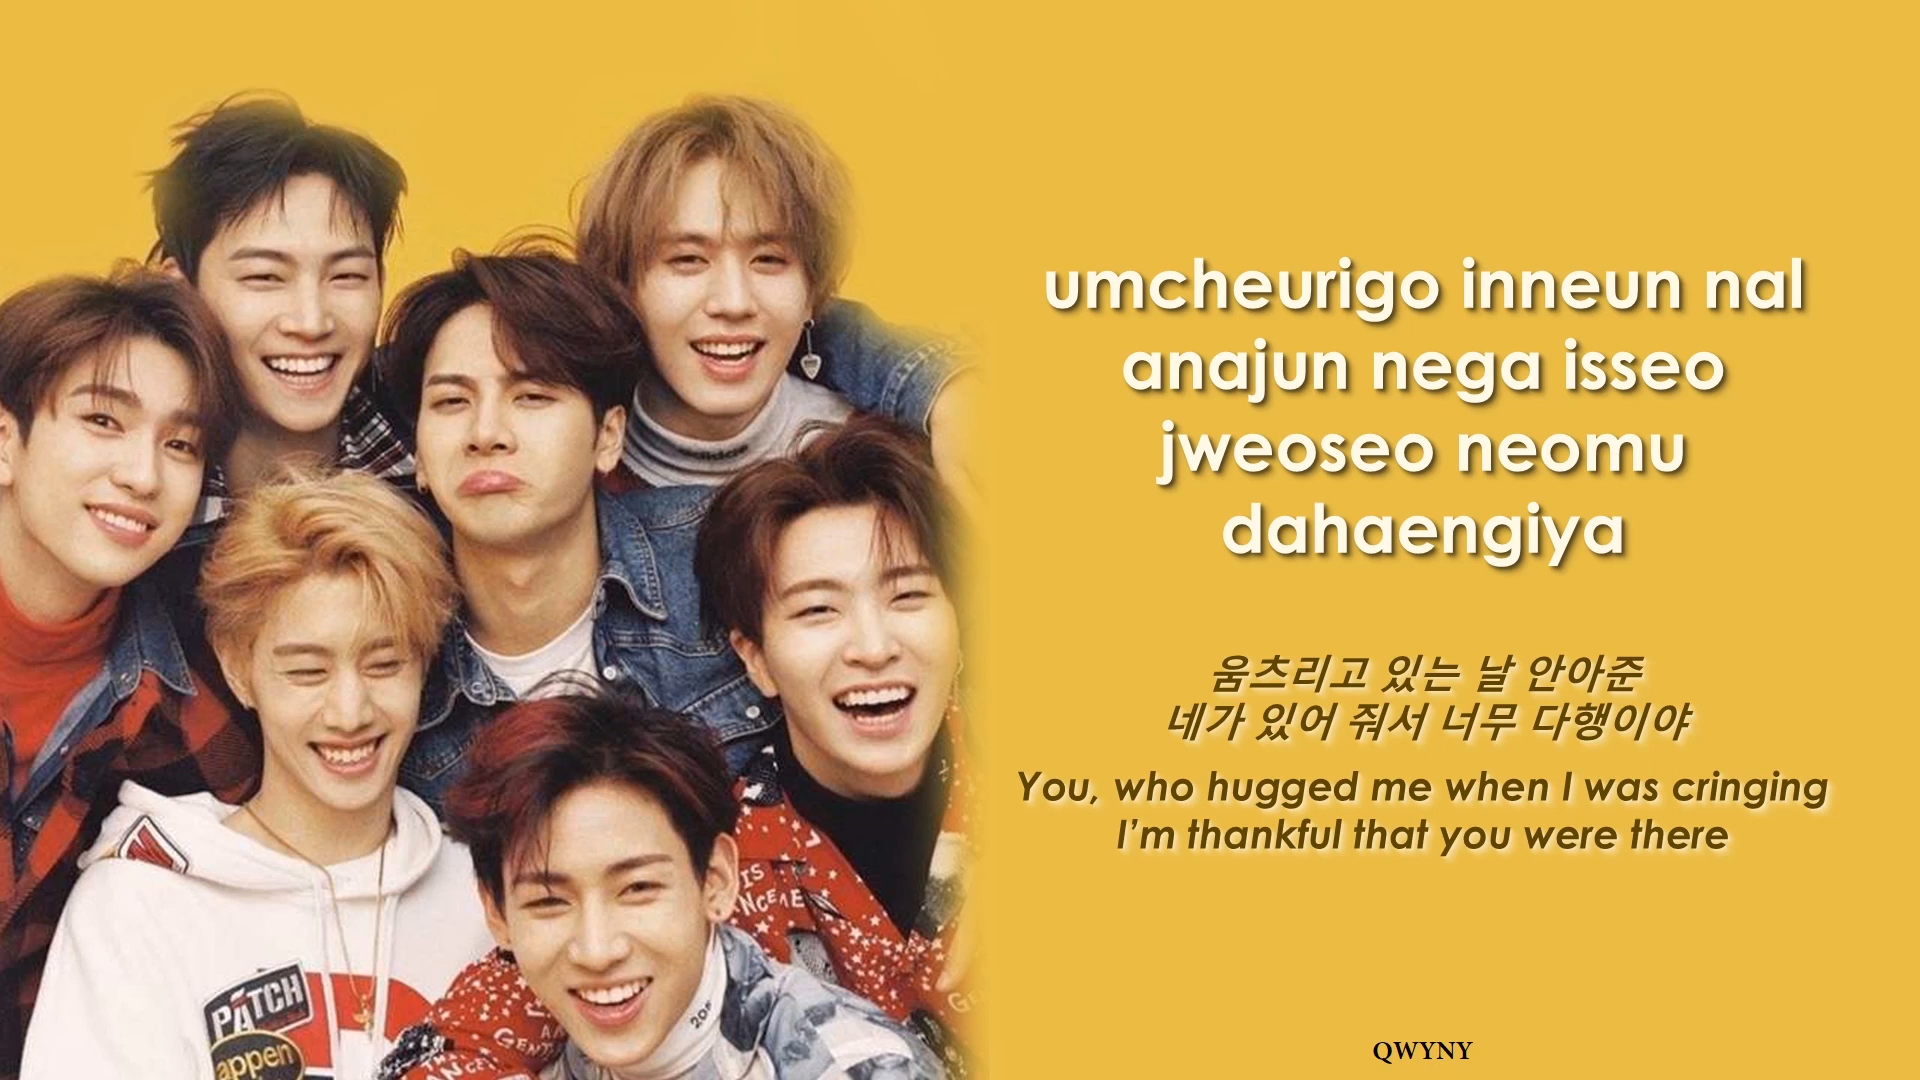 umcheurigo inneun nal
anajun nega isseo
jweoseo neomu
dahaengiya
움츠리고 있는 날 안아준
네가 있어 줘서 너무 다행이야
You, who hugged me when I was cringing
I'm thankful that you were there
PATCH
appen
QWYNY